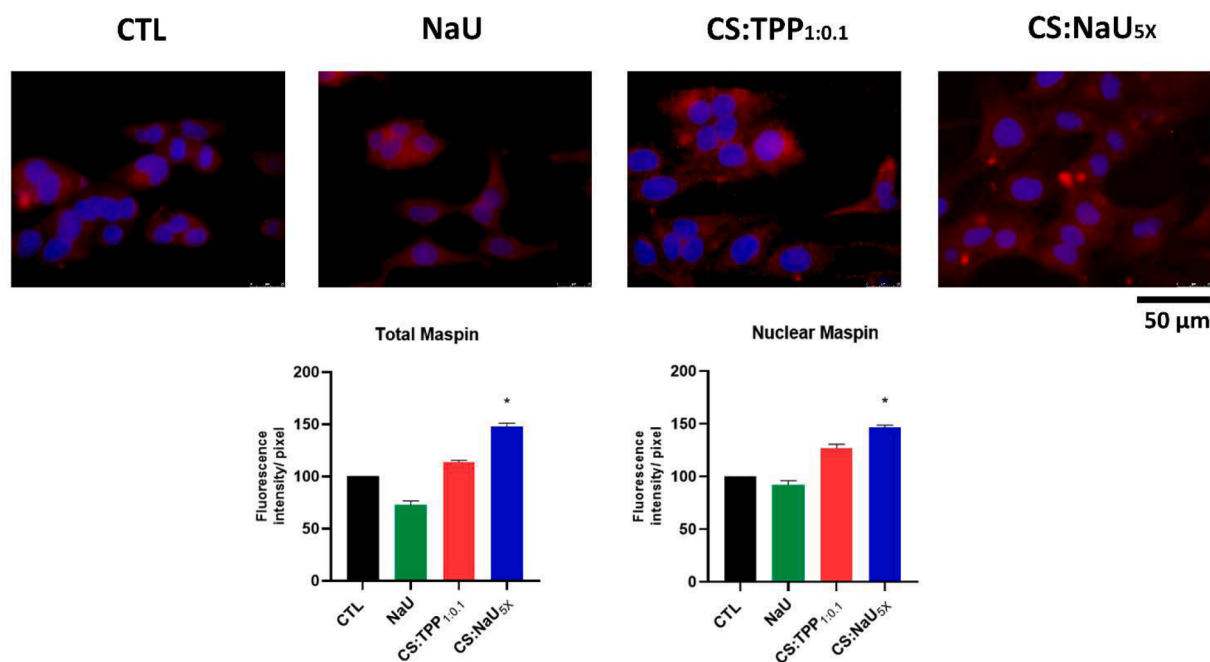 CTL NaU CS:TPP1:0.1 CS:NaU5X
50 µm
Total Maspin
Fluorescence
intensity/ pixel
200
150
100
50
0
*
CTL
NaU
CS:TPP1:0.1
CS:NaU5X
Nuclear Maspin
Fluorescence
intensity/ pixel
200
150
100
50
0
*
CTL
NaU
CS:TPP1:0.1
CS:NaU5X